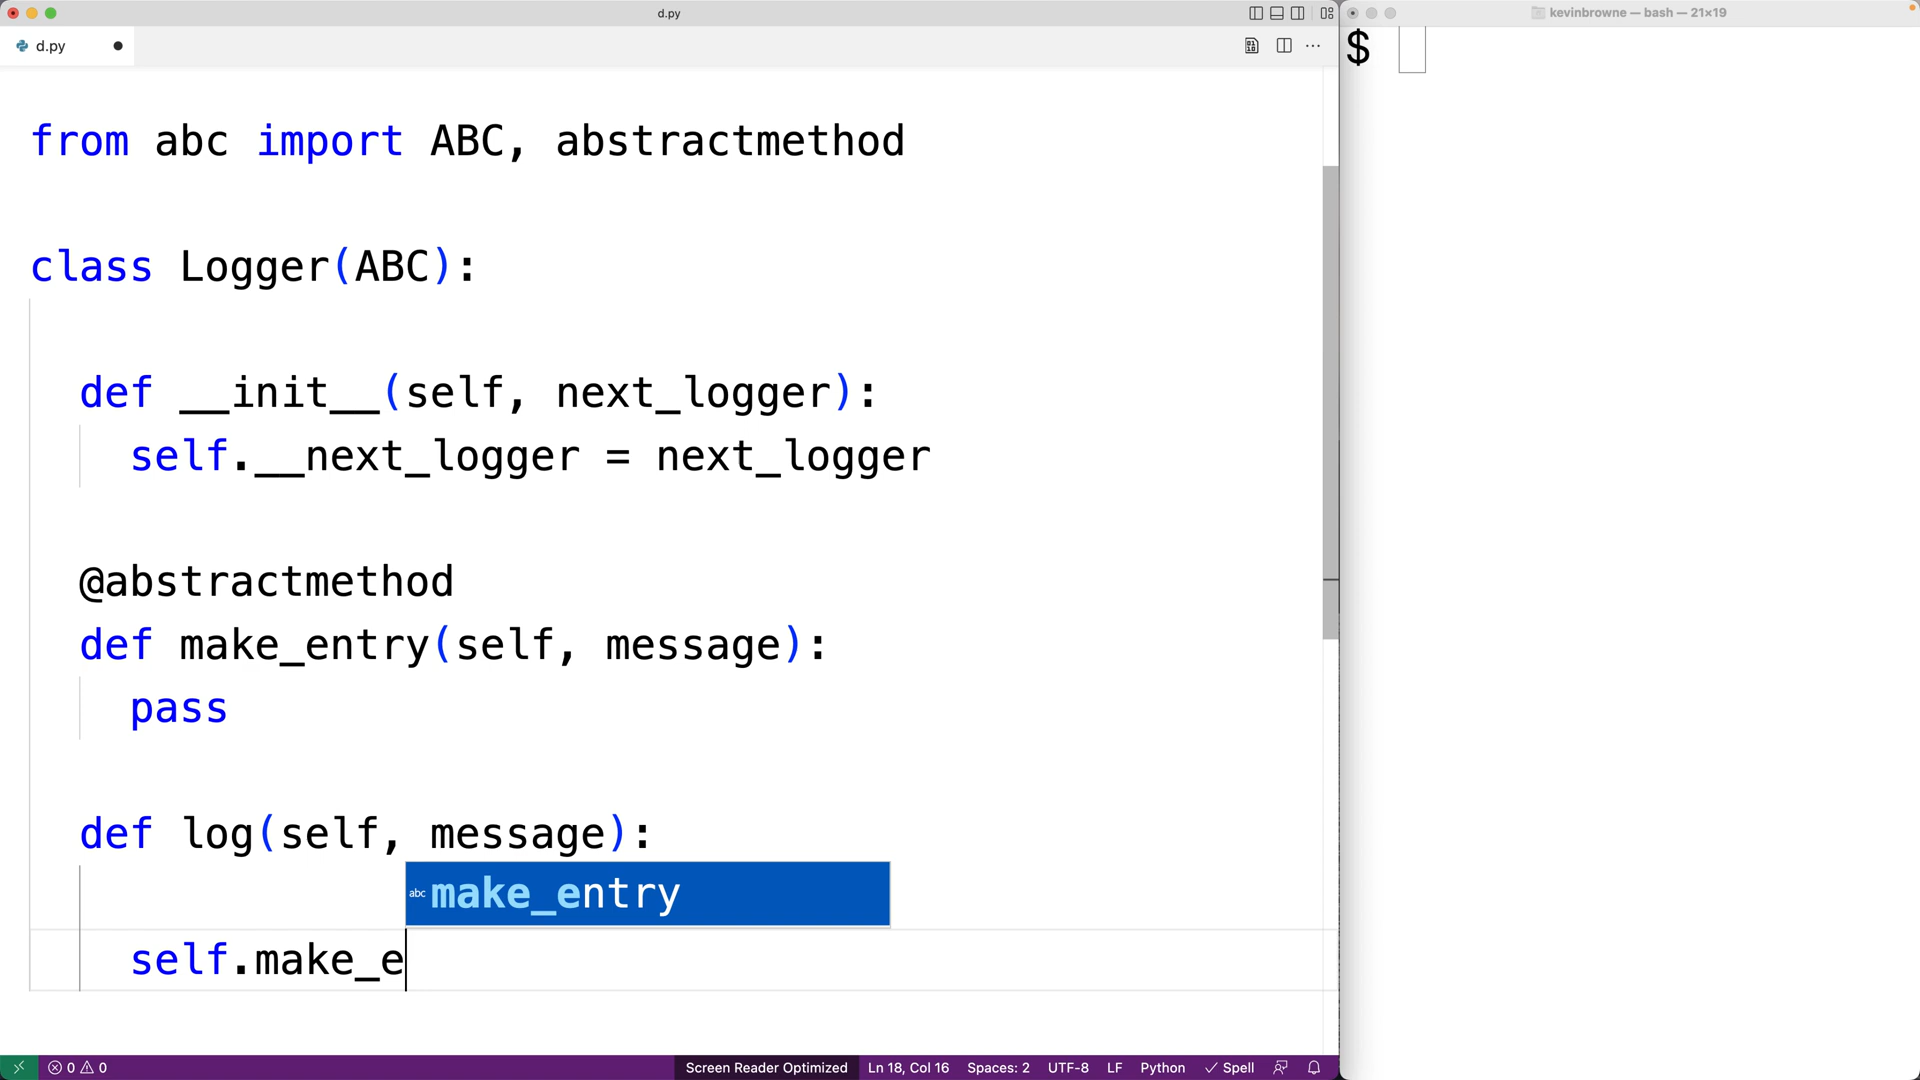 d.py
kevinbrowne — bash — 21×19
d.py
$
from abc import ABC, abstractmethod
class Logger(ABC):
def __init__(self, next_logger):
self.__next_logger = next_logger
@abstractmethod
def make_entry(self, message):
pass
def log(self, message):
abc make_entry
self.make_e
0 0
Screen Reader Optimized
Ln 18, Col 16
Spaces: 2
UTF-8
LF
Python
Spell